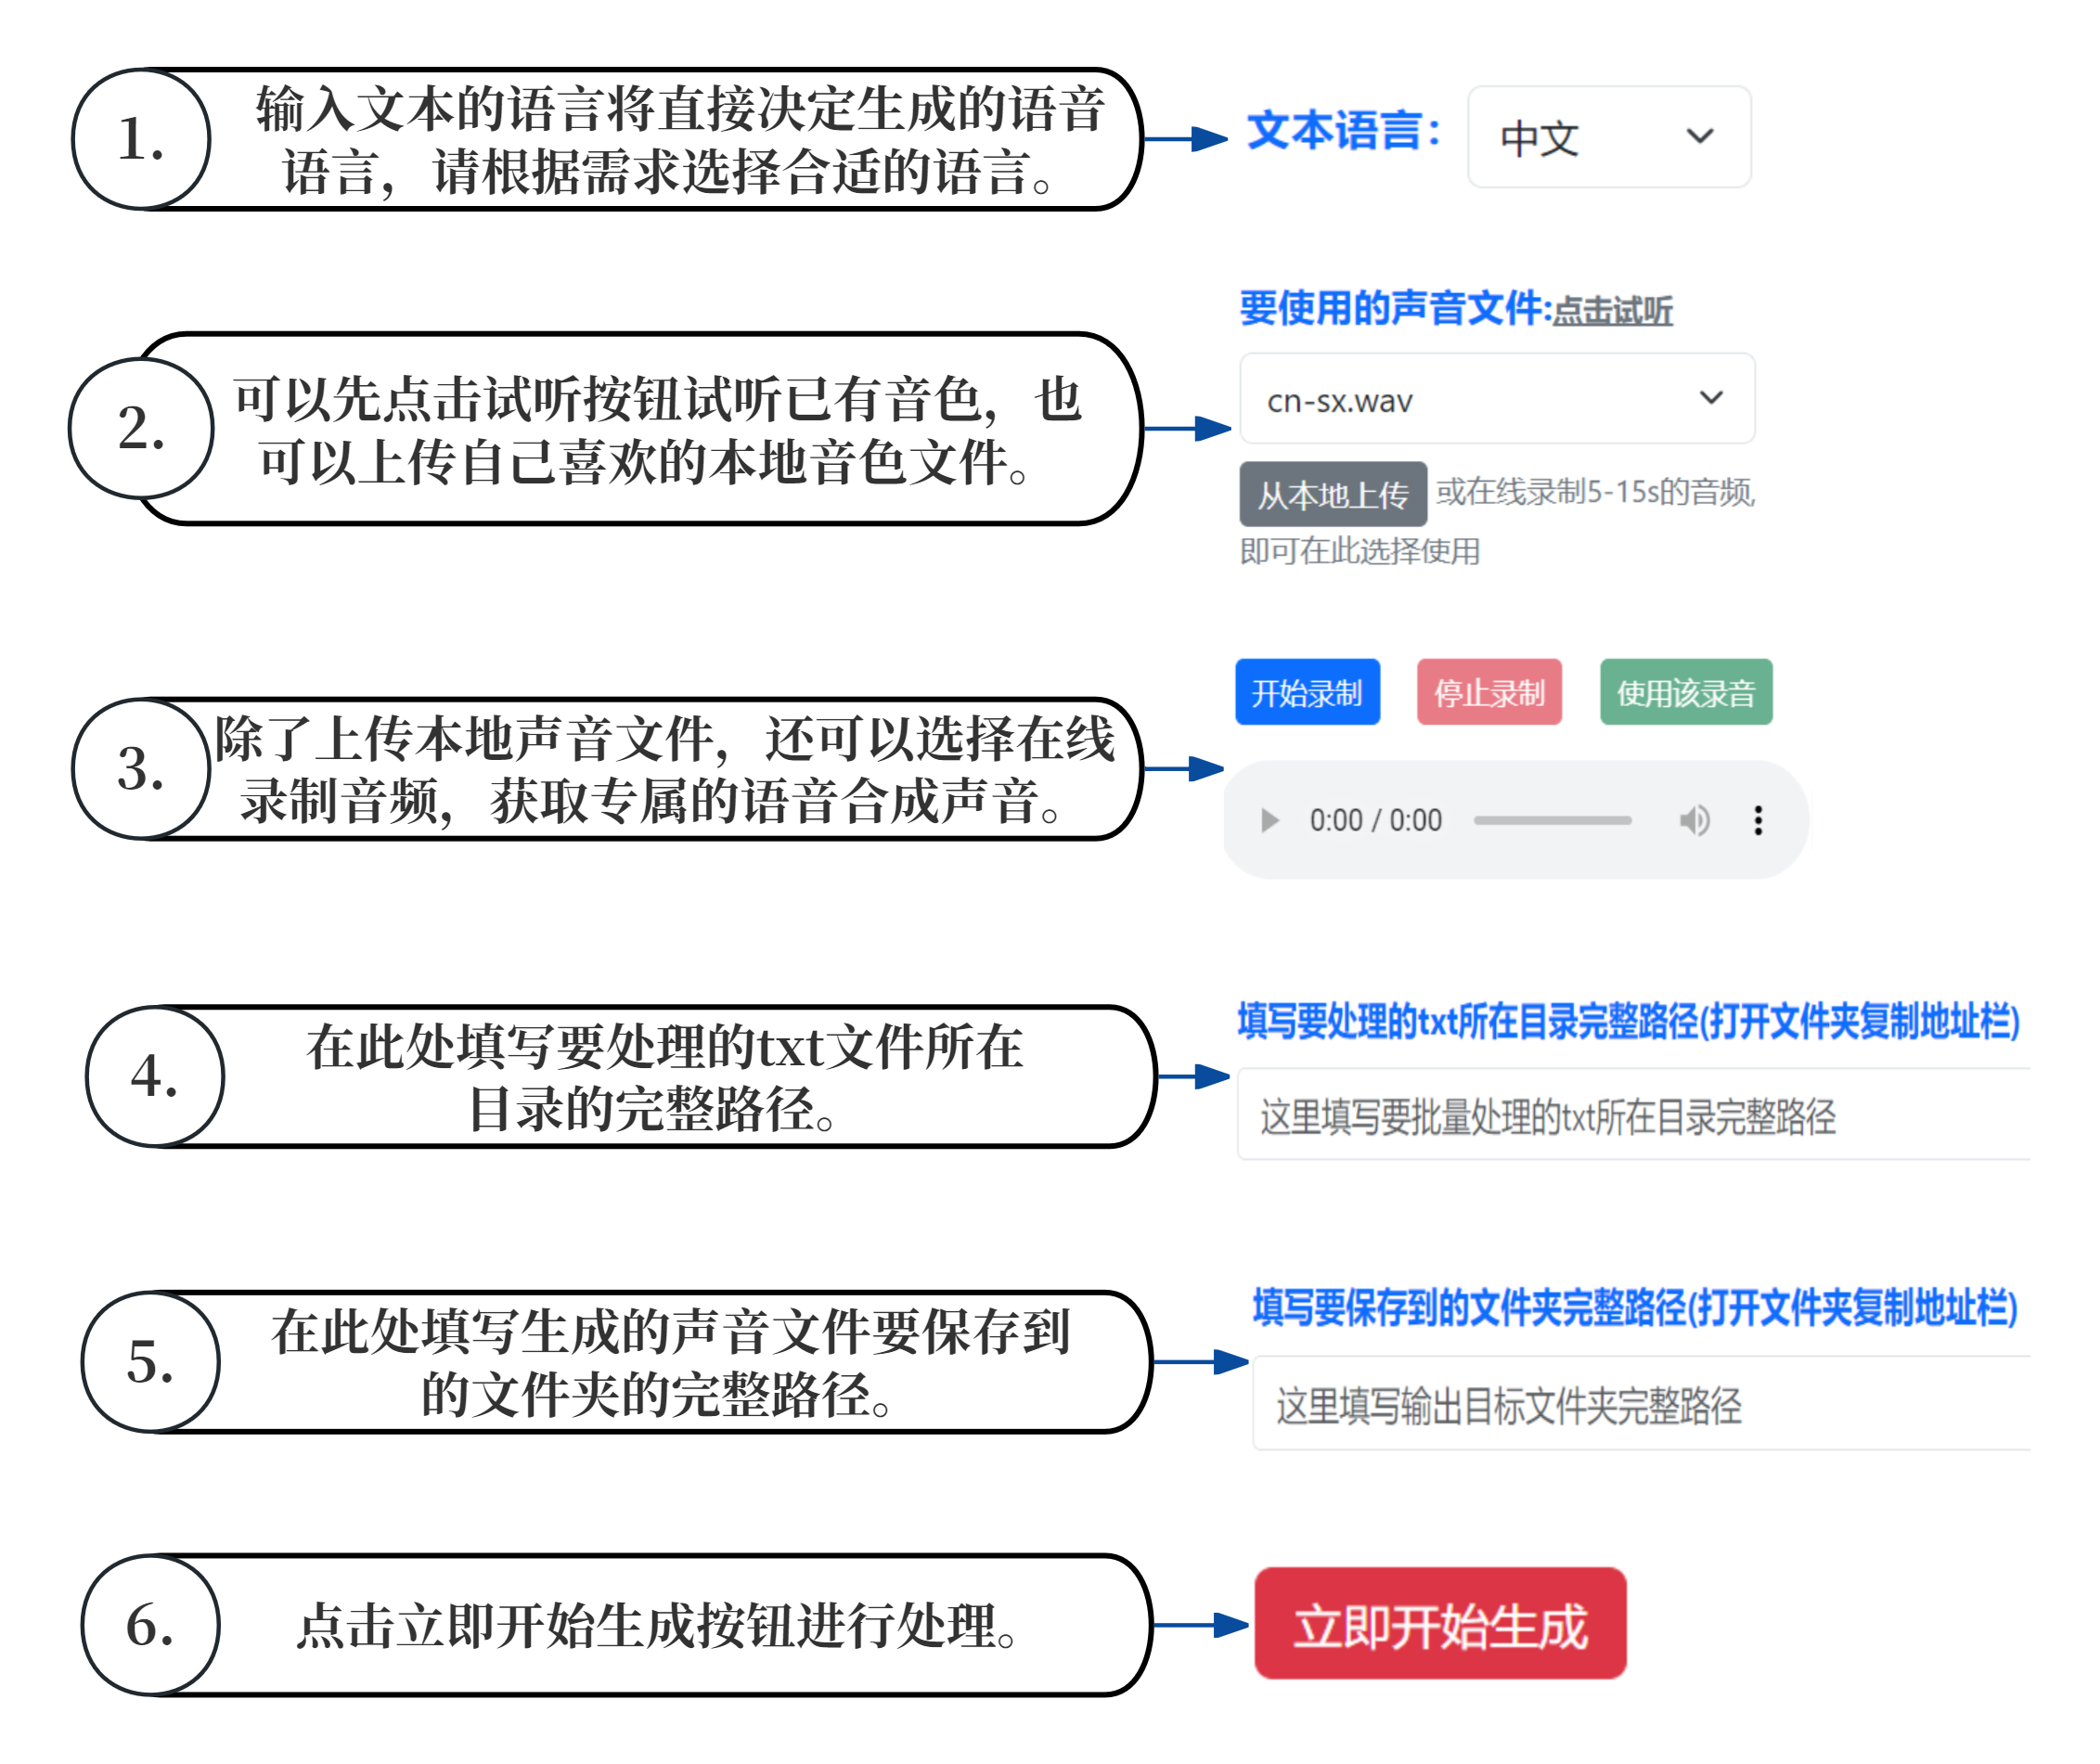 1.
输入文本的语言将直接决定生成的语音
语言，请根据需求选择合适的语言。
文本语言：
中文
2.
可以先点击试听按钮试听已有音色，也
可以上传自己喜欢的本地音色文件。
要使用的声音文件:点击试听
cn-sx.wav
从本地上传 或在线录制5-15s的音频,
即可在此选择使用
3.
除了上传本地声音文件，还可以选择在线
录制音频，获取专属的语音合成声音。
开始录制 停止录制 使用该录音
0:00 / 0:00
4.
在此处填写要处理的txt文件所在
目录的完整路径。
填写要处理的txt所在目录完整路径(打开文件夹复制地址栏)
这里填写要批量处理的txt所在目录完整路径
5.
在此处填写生成的声音文件要保存到
的文件夹的完整路径。
填写要保存到的文件夹完整路径(打开文件夹复制地址栏)
这里填写输出目标文件夹完整路径
6.
点击立即开始生成按钮进行处理。
立即开始生成